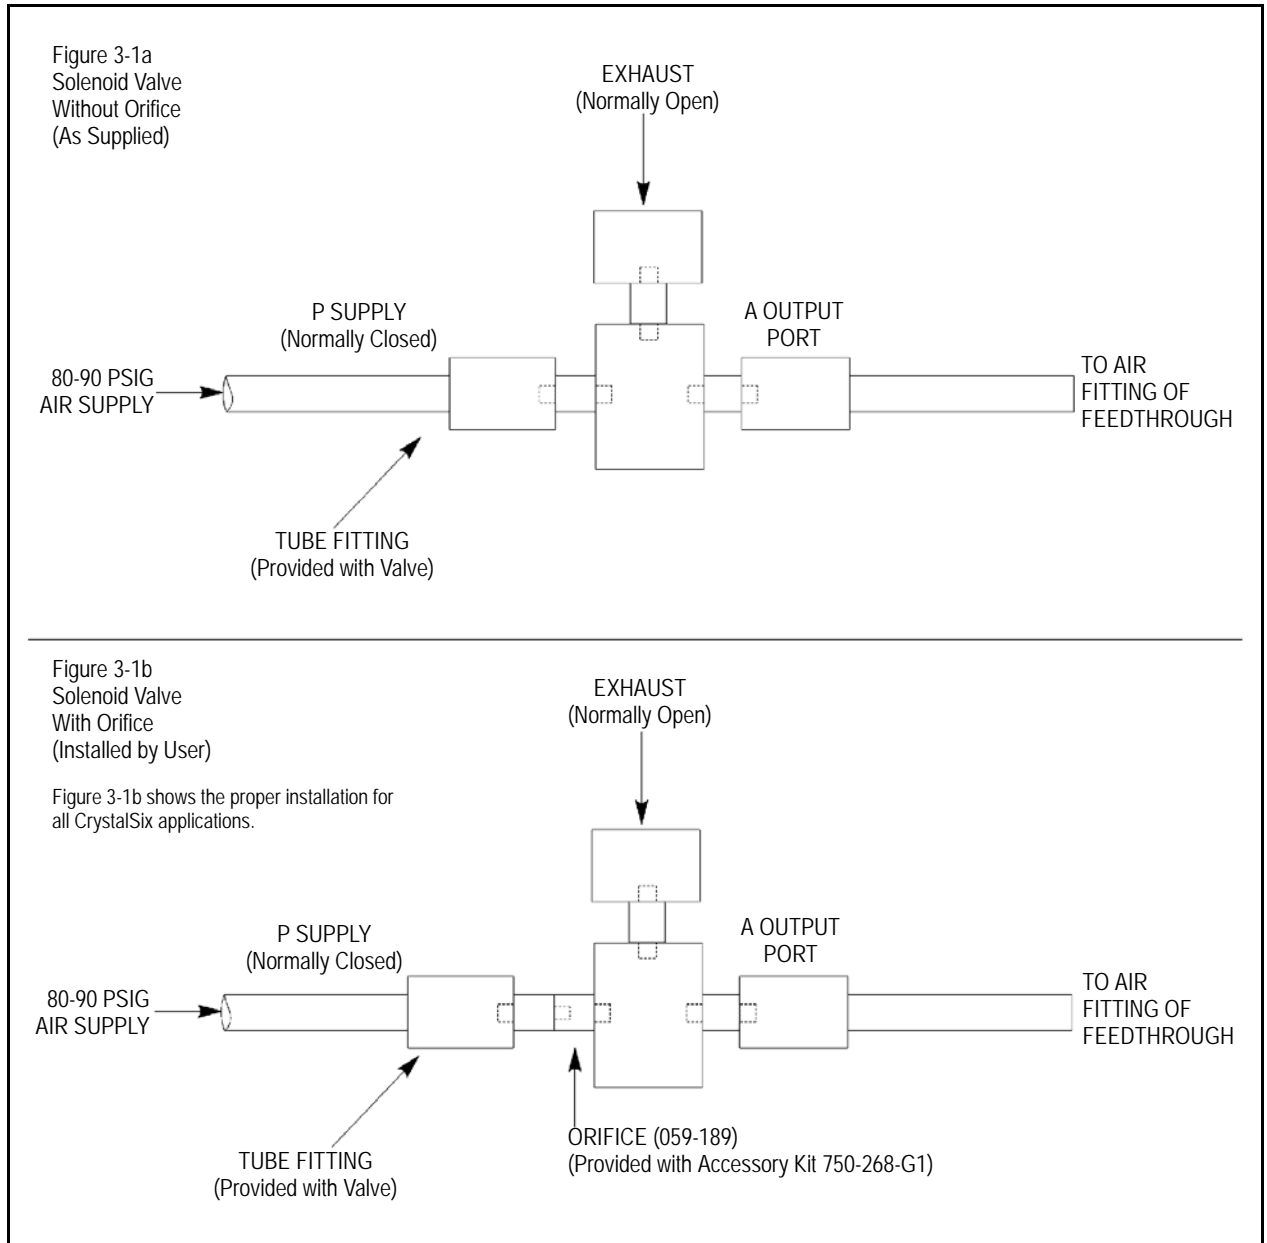 Figure 3-1a
Solenoid Valve
Without Orifice
(As Supplied)
EXHAUST
(Normally Open)
P SUPPLY
(Normally Closed)
A OUTPUT
PORT
80-90 PSIG
AIR SUPPLY
TO AIR
FITTING OF
FEEDTHROUGH
TUBE FITTING
(Provided with Valve)
Figure 3-1b
Solenoid Valve
With Orifice
(Installed by User)
Figure 3-1b shows the proper installation for
all CrystalSix applications.
EXHAUST
(Normally Open)
P SUPPLY
(Normally Closed)
A OUTPUT
PORT
80-90 PSIG
AIR SUPPLY
TO AIR
FITTING OF
FEEDTHROUGH
ORIFICE (059-189)
(Provided with Accessory Kit 750-268-G1)
TUBE FITTING
(Provided with Valve)